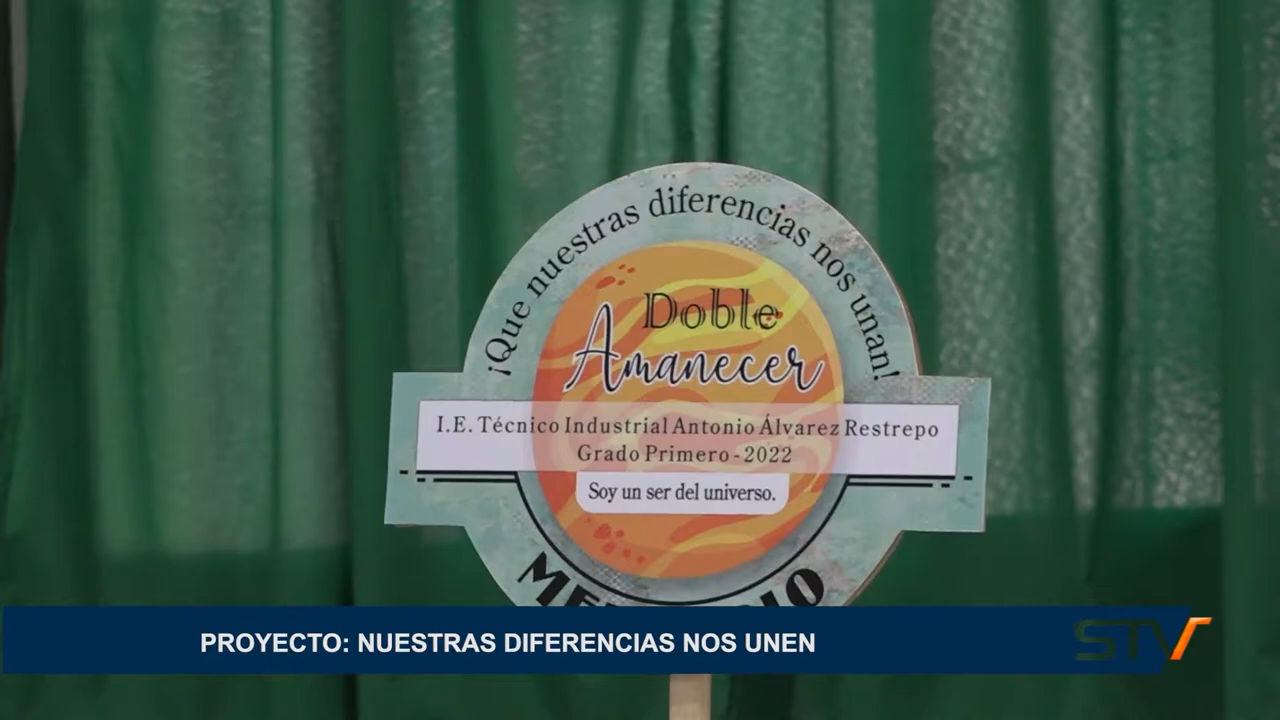 ¡Que nuestras diferencias nos unan!
Doble
Amanecer
I.E. Técnico Industrial Antonio Álvarez Restrepo
Grado Primero - 2022
Soy un ser del universo.
PROYECTO: NUESTRAS DIFERENCIAS NOS UNEN
STV